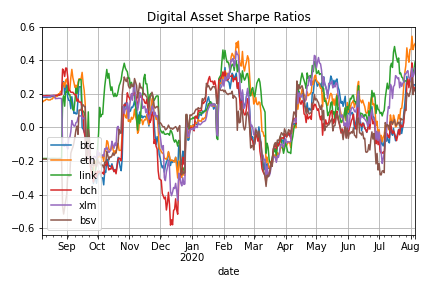 Digital Asset Sharpe Ratios
0.6
0.4
0.2
0.0
−0.2
−0.4
−0.6
btc
eth
link
bch
xlm
bsv
Sep Oct Nov Dec Jan Feb Mar Apr May Jun Jul Aug
2020
date